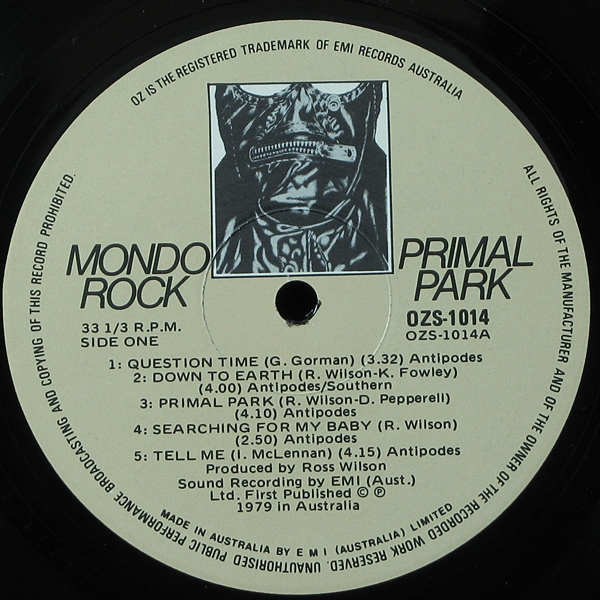 OZ IS THE REGISTERED TRADEMARK OF EMI RECORDS AUSTRALIA
ALL RIGHTS OF THE MANUFACTURER AND OF THE OWNER OF THE RECORDED WORK RESERVED. UNAUTHORISED PUBLIC PERFORMANCE BROADCASTING AND COPYING OF THIS RECORD PROHIBITED.
MONDO
ROCK
PRIMAL
PARK
33 1/3 R.P.M.
SIDE ONE
OZS-1014
OZS-1014A
1: QUESTION TIME (G. Gorman) (3.32) Antipodes
2: DOWN TO EARTH (R. Wilson-K. Fowley)
(4.00) Antipodes/Southern
3: PRIMAL PARK (R. Wilson-D. Pepperell)
(4.10) Antipodes
4: SEARCHING FOR MY BABY (R. Wilson)
(2.50) Antipodes
5: TELL ME (I. McLennan) (4.15) Antipodes
Produced by Ross Wilson
Sound Recording by EMI (Aust.)
Ltd. First Published © ℗
1979 in Australia
MADE IN AUSTRALIA BY E M I (AUSTRALIA) LIMITED